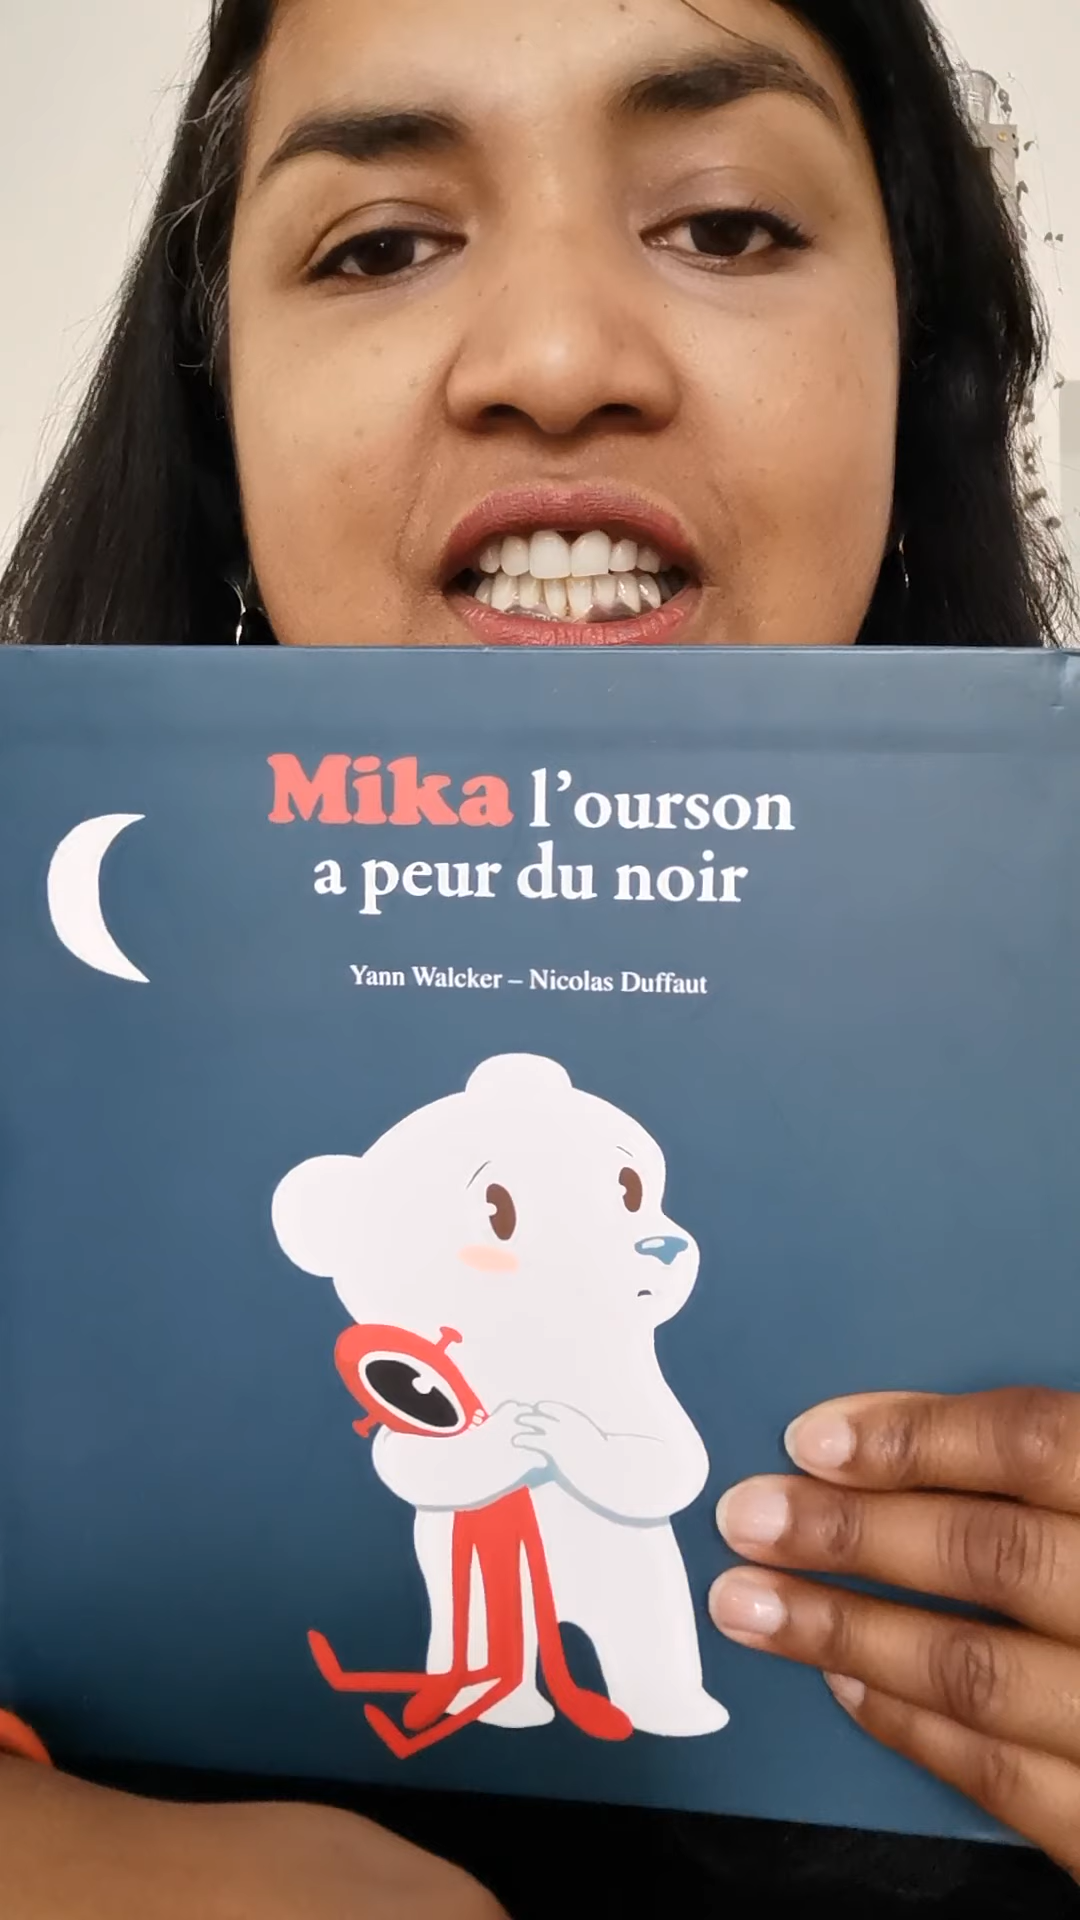 Mika l’ourson
a peur du noir
Yann Walcker – Nicolas Duffaut